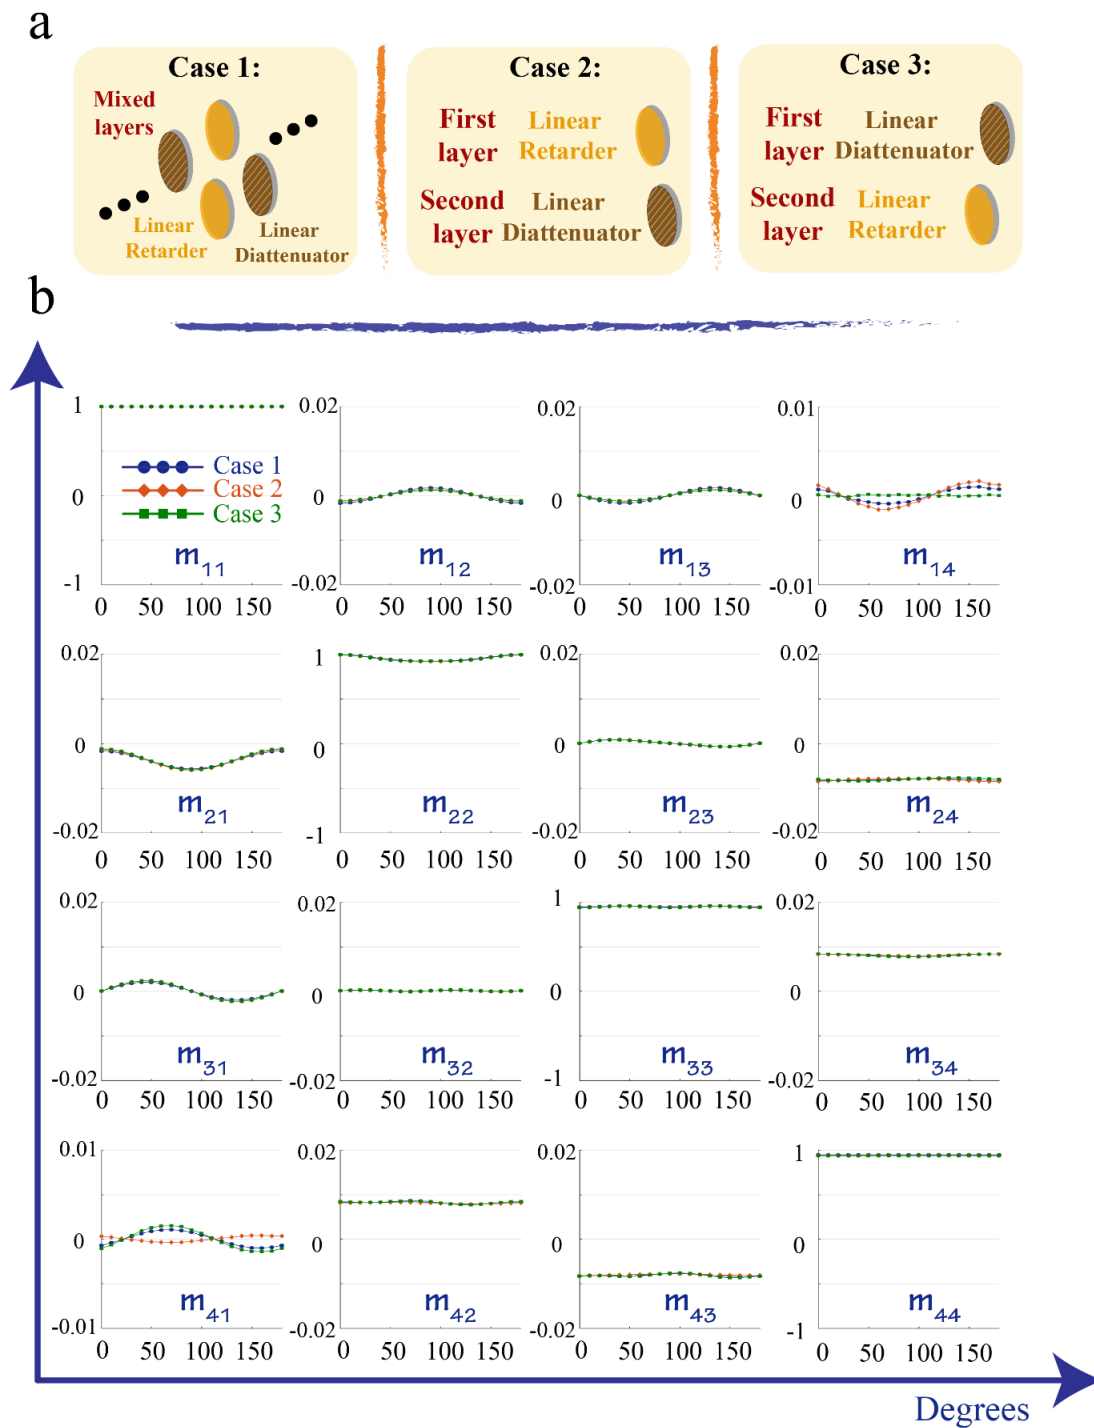 a
Case 1:
Mixed
layers
Linear
Retarder
Linear
Diattenuator
Case 2:
First
layer
Linear
Retarder
Second
layer
Linear
Diattenuator
Case 3:
First
layer
Linear
Diattenuator
Second
layer
Linear
Retarder
b
1
0
-1
Case 1
Case 2
Case 3
m11
0 50 100 150
0.02
0
-0.02
m12
0 50 100 150
0.02
0
-0.02
m13
0 50 100 150
0.01
0
-0.01
m14
0 50 100 150
0.02
0
-0.02
m21
0 50 100 150
1
0
-1
m22
0 50 100 150
0.02
0
-0.02
m23
0 50 100 150
0.02
0
-0.02
m24
0 50 100 150
0.02
0
-0.02
m31
0 50 100 150
0.02
0
-0.02
m32
0 50 100 150
1
0
-1
m33
0 50 100 150
0.02
0
-0.02
m34
0 50 100 150
0.01
0
-0.01
m41
0 50 100 150
0.02
0
-0.02
m42
0 50 100 150
0.02
0
-0.02
m43
0 50 100 150
1
0
-1
m44
0 50 100 150
Degrees